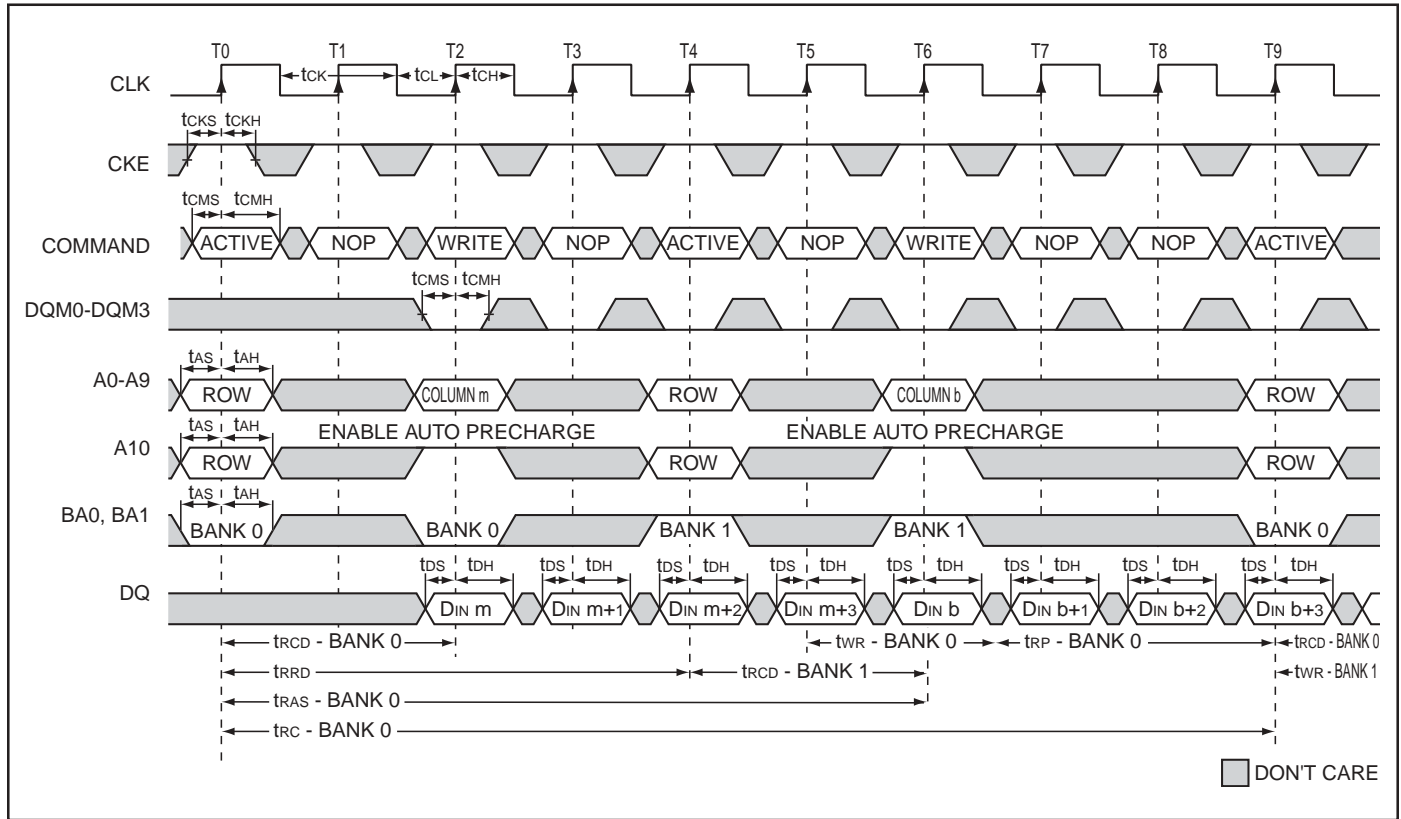 T0 T1 T2 T3 T4 T5 T6 T7 T8 T9
CLK tCK tCL tCH
tCKS tCKH
CKE
tCMS tCMH
COMMAND ACTIVE NOP WRITE NOP ACTIVE NOP WRITE NOP NOP ACTIVE
tCMS tCMH
DQM0-DQM3
tAS tAH
A0-A9 ROW COLUMN m ROW COLUMN b ROW
tAS tAH ENABLE AUTO PRECHARGE ENABLE AUTO PRECHARGE
A10 ROW ROW ROW
tAS tAH
BA0, BA1 BANK 0 BANK 0 BANK 1 BANK 1 BANK 0
tDS tDH tDS tDH tDS tDH tDS tDH tDS tDH tDS tDH tDS tDH tDS tDH
DQ DIN m DIN m+1 DIN m+2 DIN m+3 DIN b DIN b+1 DIN b+2 DIN b+3
tRCD - BANK 0 tWR - BANK 0 tRP - BANK 0 tRCD - BANK 0
tRRD tRCD - BANK 1 tWR - BANK 1
tRAS - BANK 0
tRC - BANK 0
DON'T CARE